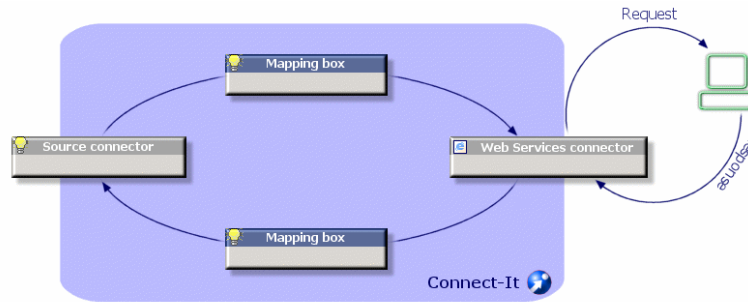 Request
Mapping box
Source connector
Web Services connector
Response
Mapping box
Connect-It